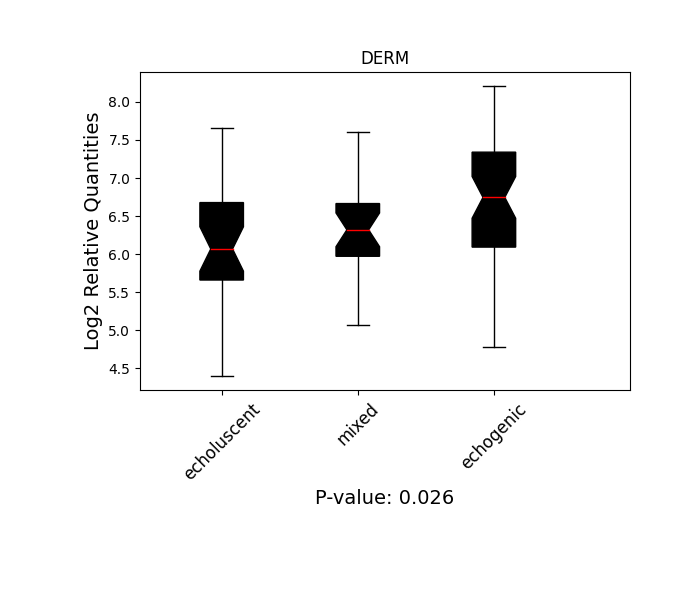 DERM
Log2 Relative Quantities
8.0
7.5
7.0
6.5
6.0
5.5
5.0
4.5
echoluscent
mixed
echogenic
P-value: 0.026